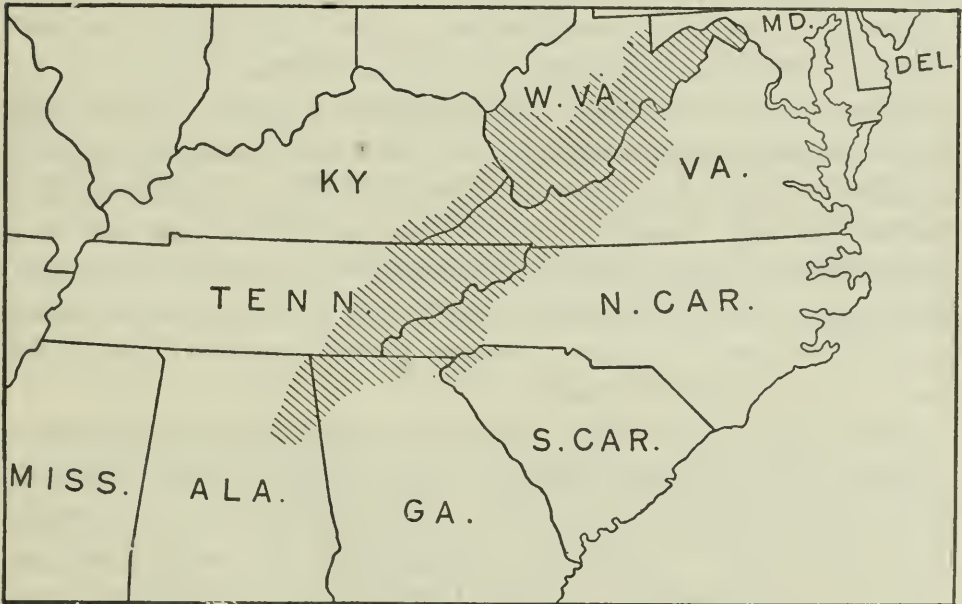 MD.
DEL
W. VA.
KY
VA.
TENN.
N. CAR.
S. CAR.
MISS.
ALA.
GA.